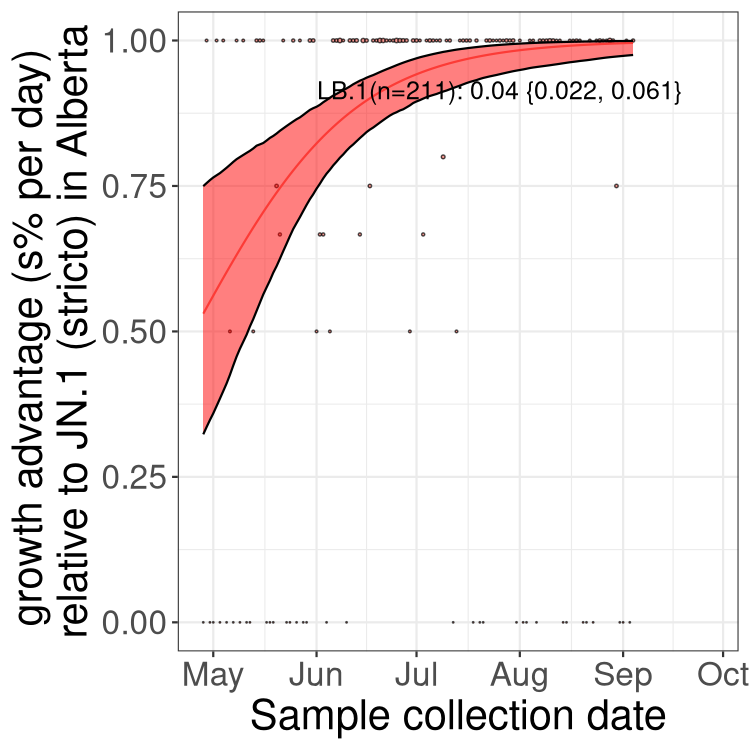 growth advantage (s% per day)
relative to JN.1 (stricto) in Alberta
1.00
0.75
0.50
0.25
0.00
LB.1(n=211): 0.04 {0.022, 0.061}
May Jun Jul Aug Sep Oct
Sample collection date